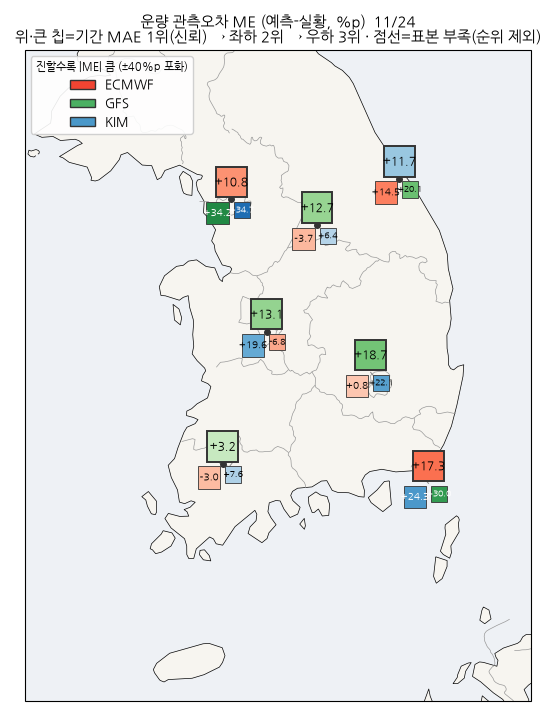 운량 관측오차 ME (예측-실황, %p) 11/24
위·큰 칩=기간 MAE 1위(신뢰) → 좌하 2위 → 우하 3위 · 점선=표본 부족(순위 제외)
진할수록 |ME| 큼 (±40%p 포화)
ECMWF
GFS
KIM
+11.7
+14.5 +20.1
+10.8
+34.2
+12.7
-3.7 +6.4
+13.1
+19.6 -6.8
+18.7
+0.8 +22.1
+3.2
-3.0 +7.6
+17.3
+24.3